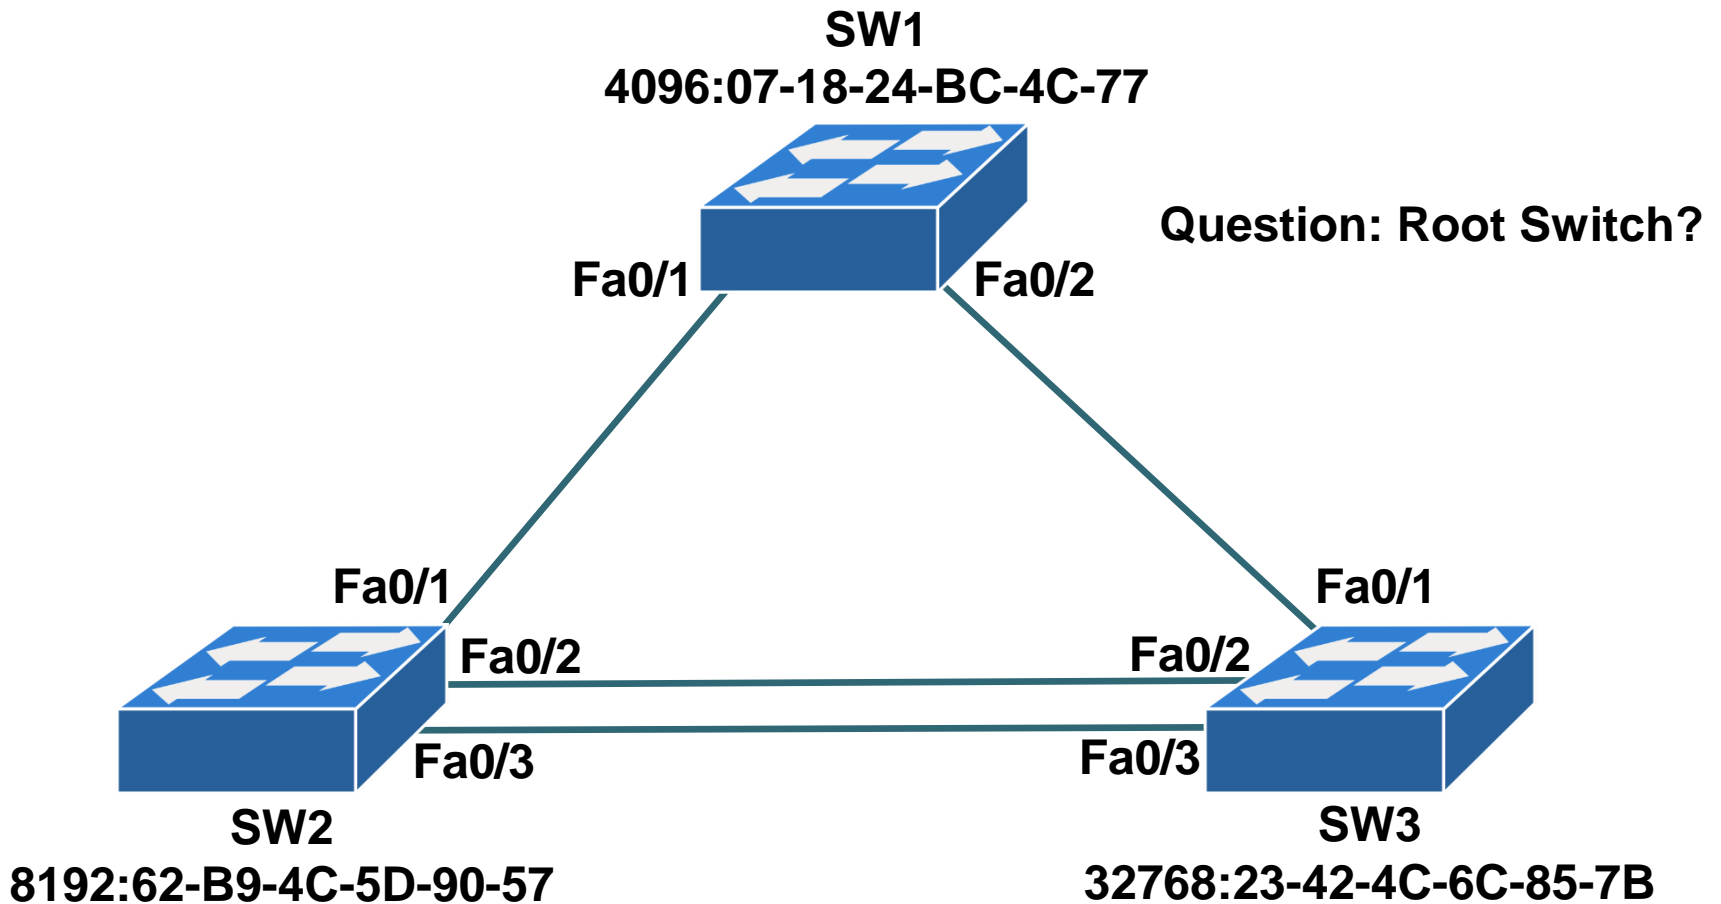 SW1
4096:07-18-24-BC-4C-77
Question: Root Switch?
Fa0/1
Fa0/2
Fa0/1
Fa0/1
Fa0/2
Fa0/2
Fa0/3
Fa0/3
SW2
8192:62-B9-4C-5D-90-57
SW3
32768:23-42-4C-6C-85-7B